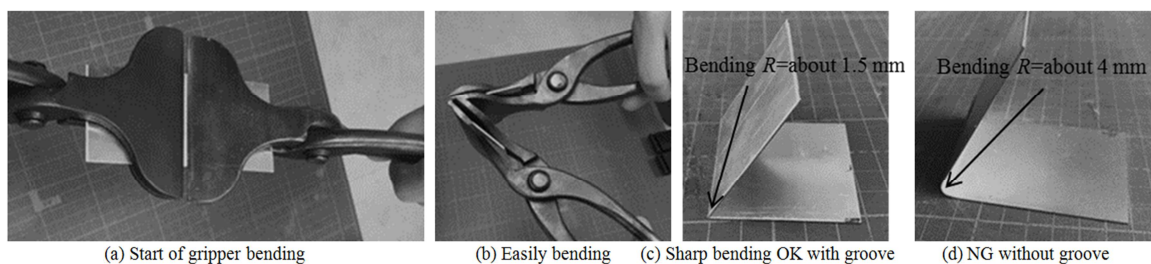 Bending R=about 1.5 mm
Bending R=about 4 mm
(a) Start of gripper bending
(b) Easily bending
(c) Sharp bending OK with groove
(d) NG without groove